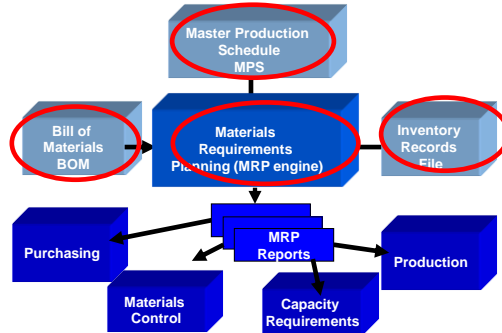 Master Production
Schedule
MPS
Bill of
Materials
BOM
Materials
Requirements
Planning (MRP engine)
Inventory
Records
File
MRP
Reports
Purchasing
Production
Materials
Control
Capacity
Requirements